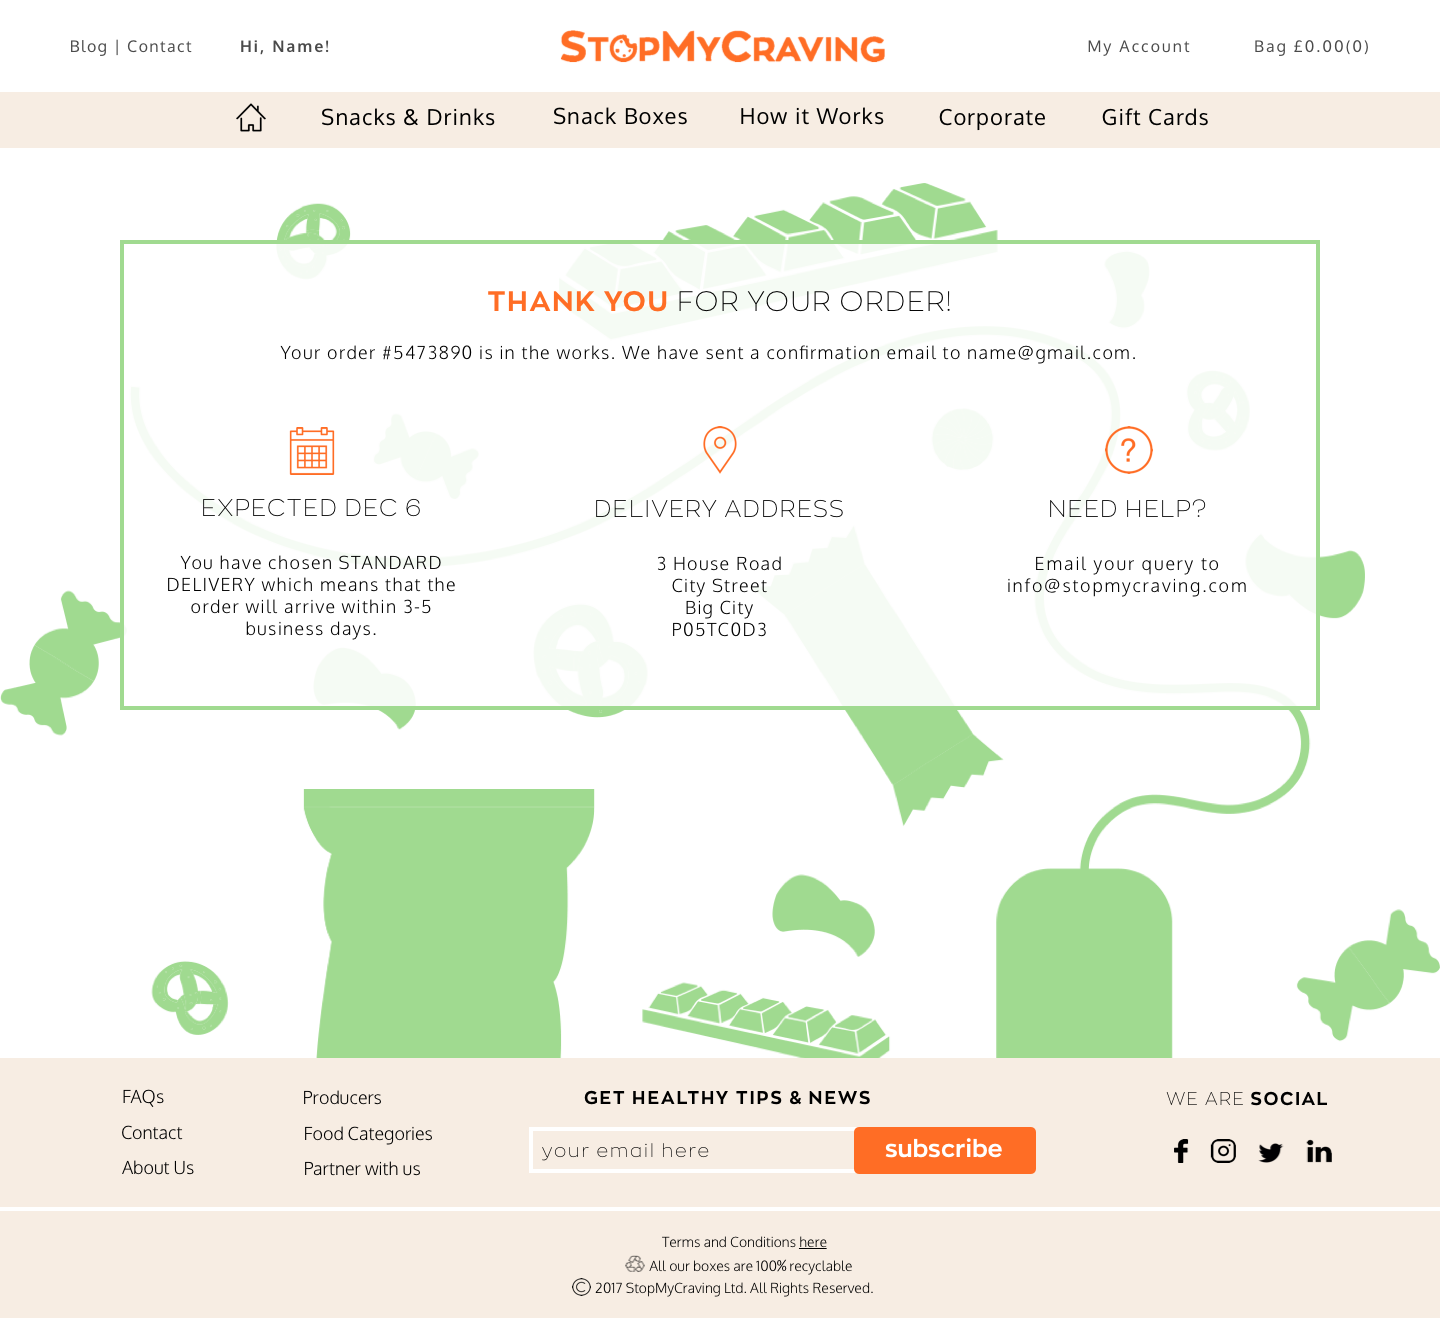 Blog | Contact Hi, Name! STOPMYCRAVING My Account Bag £0.00(0)
Snacks & Drinks Snack Boxes How it Works Corporate Gift Cards
THANK YOU FOR YOUR ORDER!
Your order #5473890 is in the works. We have sent a confirmation email to name@gmail.com.
EXPECTED DEC 6
You have chosen STANDARD
DELIVERY which means that the
order will arrive within 3-5
business days.
DELIVERY ADDRESS
3 House Road
City Street
Big City
P05TC0D3
NEED HELP?
Email your query to
info@stopmycraving.com
FAQs
Contact
About Us
Producers
Food Categories
Partner with us
GET HEALTHY TIPS & NEWS
your email here subscribe
WE ARE SOCIAL
Terms and Conditions here
All our boxes are 100% recyclable
© 2017 StopMyCraving Ltd. All Rights Reserved.